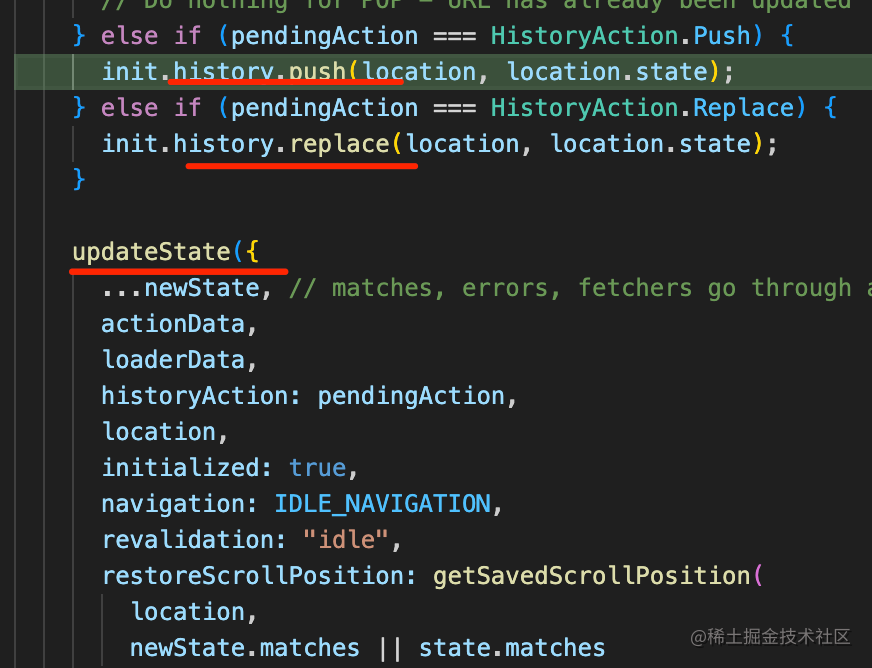 // Do nothing for POP - URL has already been updated
} else if (pendingAction === HistoryAction.Push) {
init.history.push(location, location.state);
} else if (pendingAction === HistoryAction.Replace) {
init.history.replace(location, location.state);
}
updateState({
...newState, // matches, errors, fetchers go through
actionData,
loaderData,
historyAction: pendingAction,
location,
initialized: true,
navigation: IDLE_NAVIGATION,
revalidation: "idle",
restoreScrollPosition: getSavedScrollPosition(
location,
newState.matches || state.matches
@稀土掘金技术社区